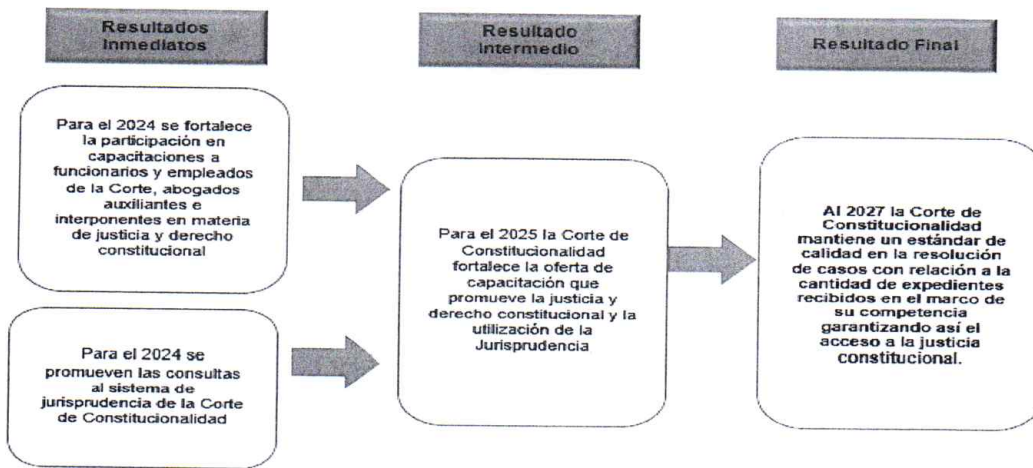 Resultados
Inmediatos
Resultado
Intermedio
Resultado Final
Para el 2024 se fortalece
la participación en
capacitaciones a
funcionarios y empleados
de la Corte, abogados
auxiliantes e
interponentes en materia
de justicia y derecho
constitucional
Para el 2024 se
promueven las consultas
al sistema de
jurisprudencia de la Corte
de Constitucionalidad
Para el 2025 la Corte de
Constitucionalidad
fortalece la oferta de
capacitación que
promueve la justicia y
derecho constitucional y la
utilización de la
Jurisprudencia
Al 2027 la Corte de
Constitucionalidad
mantiene un estándar de
calidad en la resolución
de casos con relación a la
cantidad de expedientes
recibidos en el marco de
su competencia
garantizando así el
acceso a la justicia
constitucional.